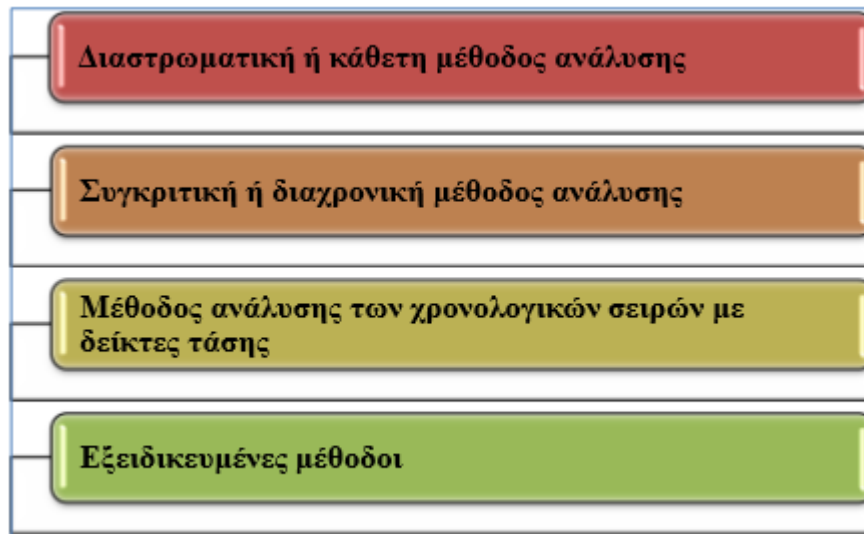 Διαστρωματική ή κάθετη μέθοδος ανάλυσης
Συγκριτική ή διαχρονική μέθοδος ανάλυσης
Μέθοδος ανάλυσης των χρονολογικών σειρών με
δείκτες τάσης
Εξειδικευμένες μέθοδοι